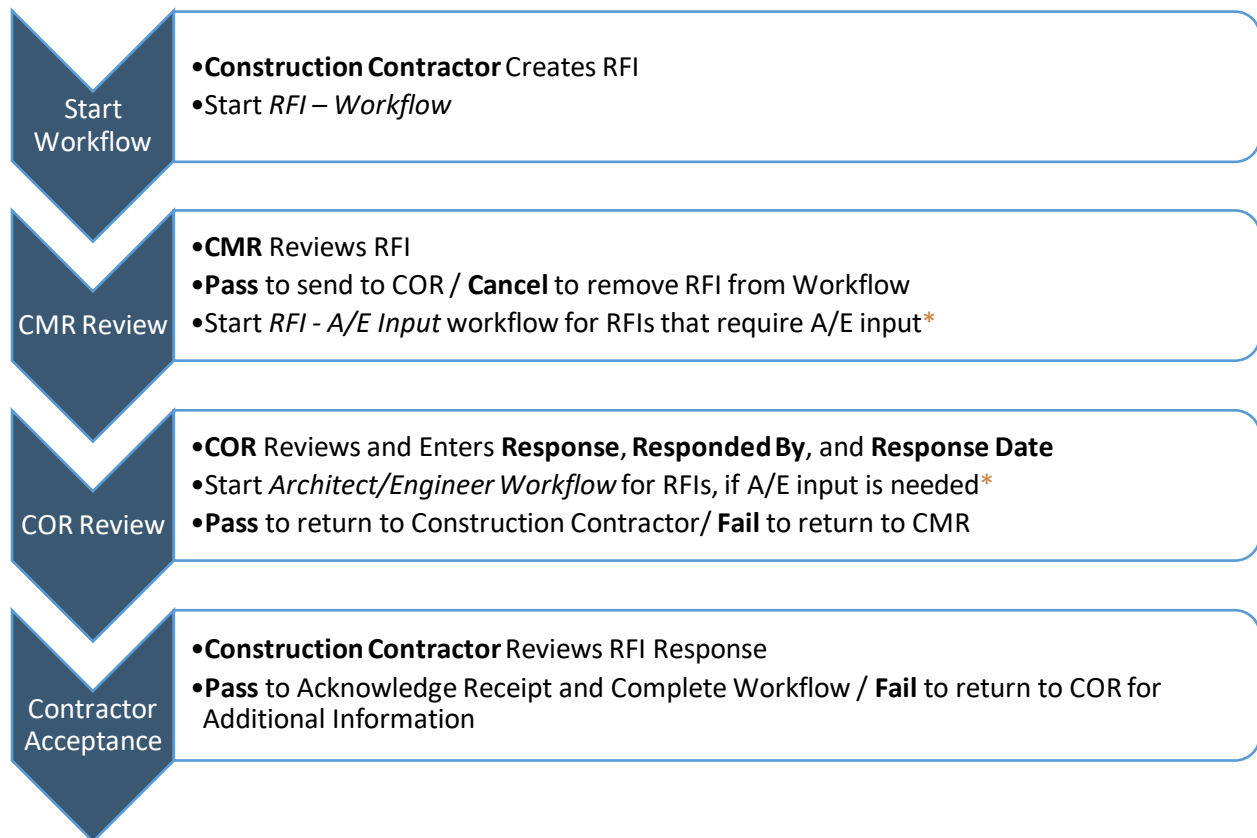 Start
Workflow
•Construction Contractor Creates RFI
•Start RFI – Workflow
CMR Review
•CMR Reviews RFI
•Pass to send to COR / Cancel to remove RFI from Workflow
•Start RFI - A/E Input workflow for RFIs that require A/E input*
COR Review
•COR Reviews and Enters Response, Responded By, and Response Date
•Start Architect/Engineer Workflow for RFIs, if A/E input is needed*
•Pass to return to Construction Contractor/ Fail to return to CMR
Contractor
Acceptance
•Construction Contractor Reviews RFI Response
•Pass to Acknowledge Receipt and Complete Workflow / Fail to return to COR for
Additional Information